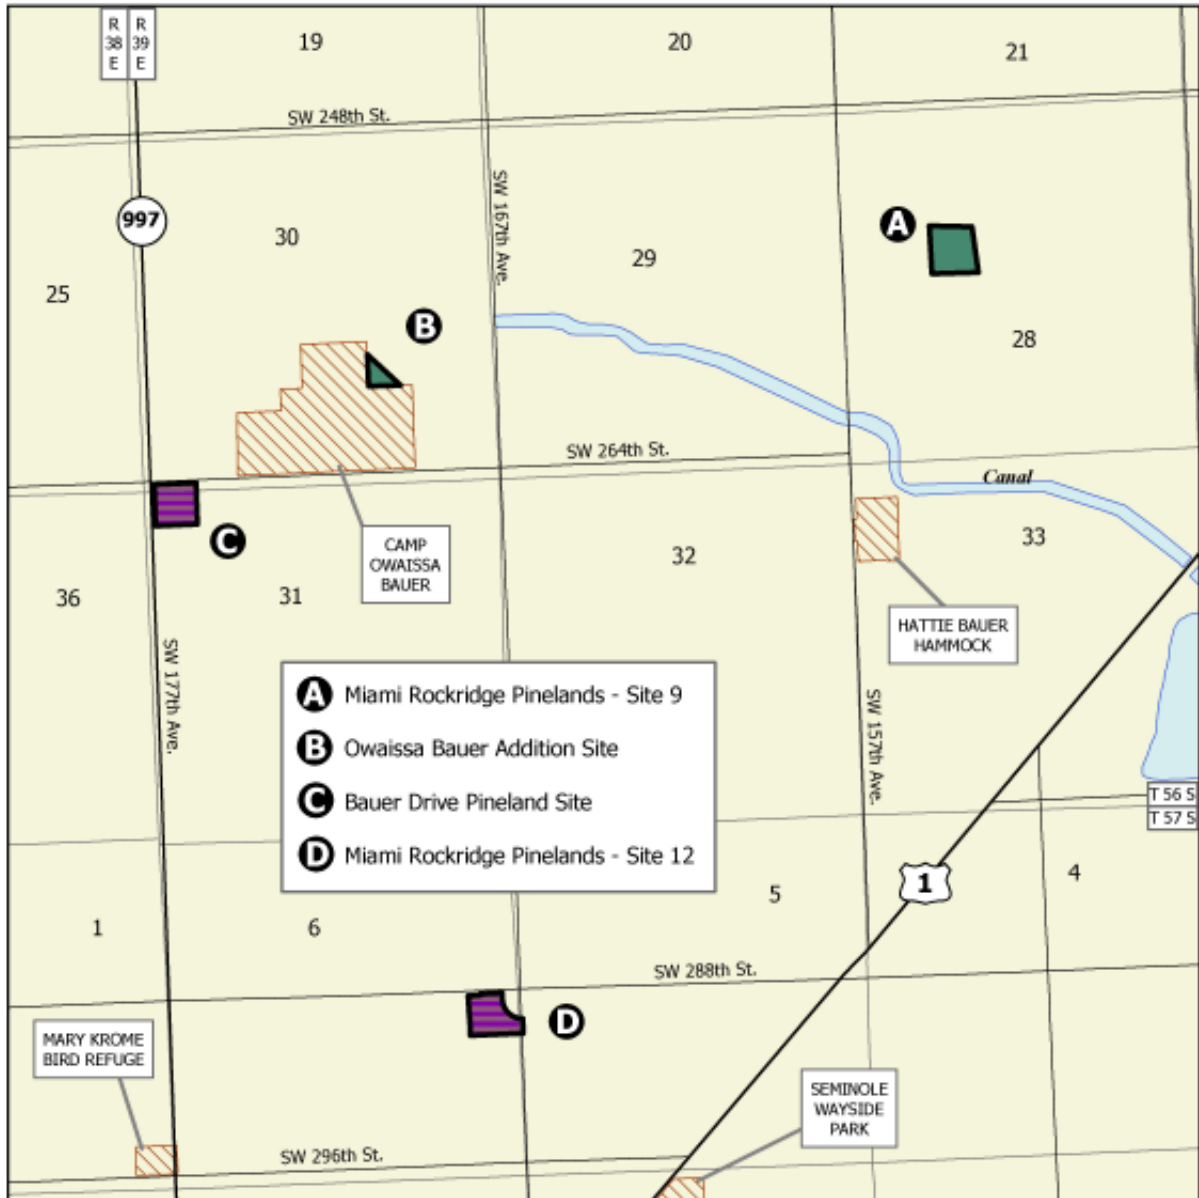 R
38
E
R
39
E
19
20
21
SW 248th St.
SW 167th Ave.
997
30
A
29
25
B
28
SW 264th St.
Canal
C
CAMP
OWAISSA
BAUER
32
33
36
31
HATTIE BAUER
HAMMOCK
SW 177th Ave.
A Miami Rockridge Pinelands - Site 9
B Owaissa Bauer Addition Site
C Bauer Drive Pineland Site
D Miami Rockridge Pinelands - Site 12
SW 157th Ave.
T 56 S
T 57 S
1
4
5
1
6
SW 288th St.
D
MARY KROME
BIRD REFUGE
SEMINOLE
WAYSIDE
PARK
SW 296th St.